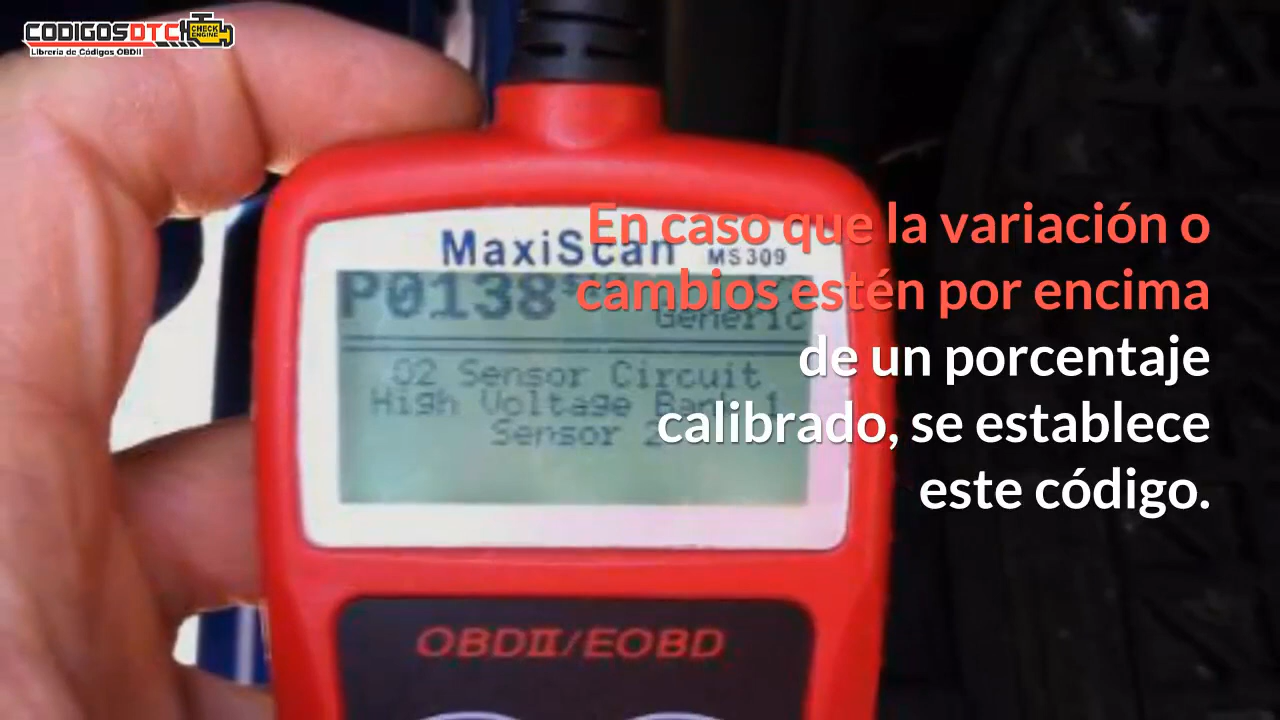 CODIGOSDTC
CHECK
ENGINE
Librería de Códigos OBDII
MaxiScan MS309
P0138
Generic
O2 Sensor Circuit
High Voltage Bank 1
Sensor 2
En caso que la variación o
cambios estén por encima
de un porcentaje
calibrado, se establece
este código.
OBDII/EOBD